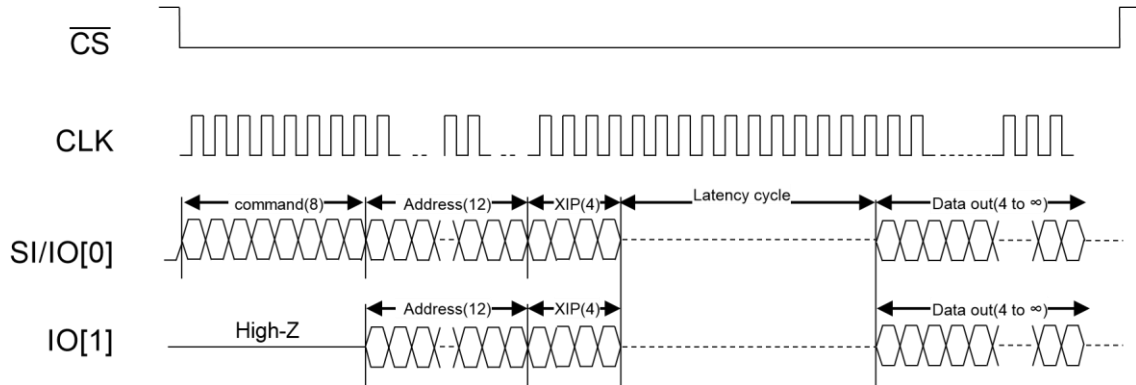 CS
CLK
command(8) Address(12) XIP(4) Latency cycle Data out(4 to ∞)
SI/IO[0]
Address(12) XIP(4) Data out(4 to ∞)
High-Z
IO[1]